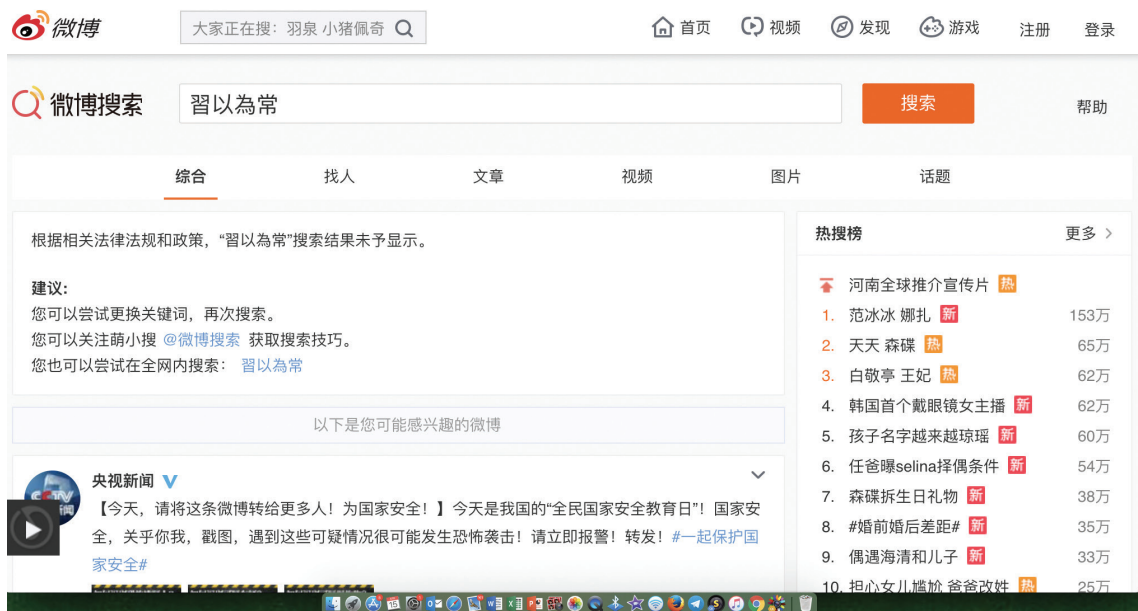 微博
大家正在搜：羽泉 小猪佩奇
首页
视频
发现
游戏
注册
登录
微博搜索
習以為常
搜索
帮助
综合
找人
文章
视频
图片
话题
根据相关法律法规和政策，“習以為常”搜索结果未予显示。
建议:
您可以尝试更换关键词，再次搜索。
您可以关注萌小搜 @微博搜索 获取搜索技巧。
您也可以尝试在全网内搜索： 習以為常
以下是您可能感兴趣的微博
央视新闻 V
【今天，请将这条微博转给更多人！为国家安全！】今天是我国的“全民国家安全教育日”！国家安
全，关乎你我，戳图，遇到这些可疑情况很可能发生恐怖袭击！请立即报警！转发！#一起保护国
家安全#
热搜榜
更多
河南全球推介宣传片 热
1. 范冰冰 娜扎 新 153万
2. 天天 森碟 热 65万
3. 白敬亭 王妃 热 62万
4. 韩国首个戴眼镜女主播 新 62万
5. 孩子名字越来越琼瑶 新 60万
6. 任爸曝selina择偶条件 新 54万
7. 森碟拆生日礼物 新 38万
8. #婚前婚后差距# 新 35万
9. 偶遇海清和儿子 新 33万
10. 担心女儿尴尬 爸爸改姓 热 25万